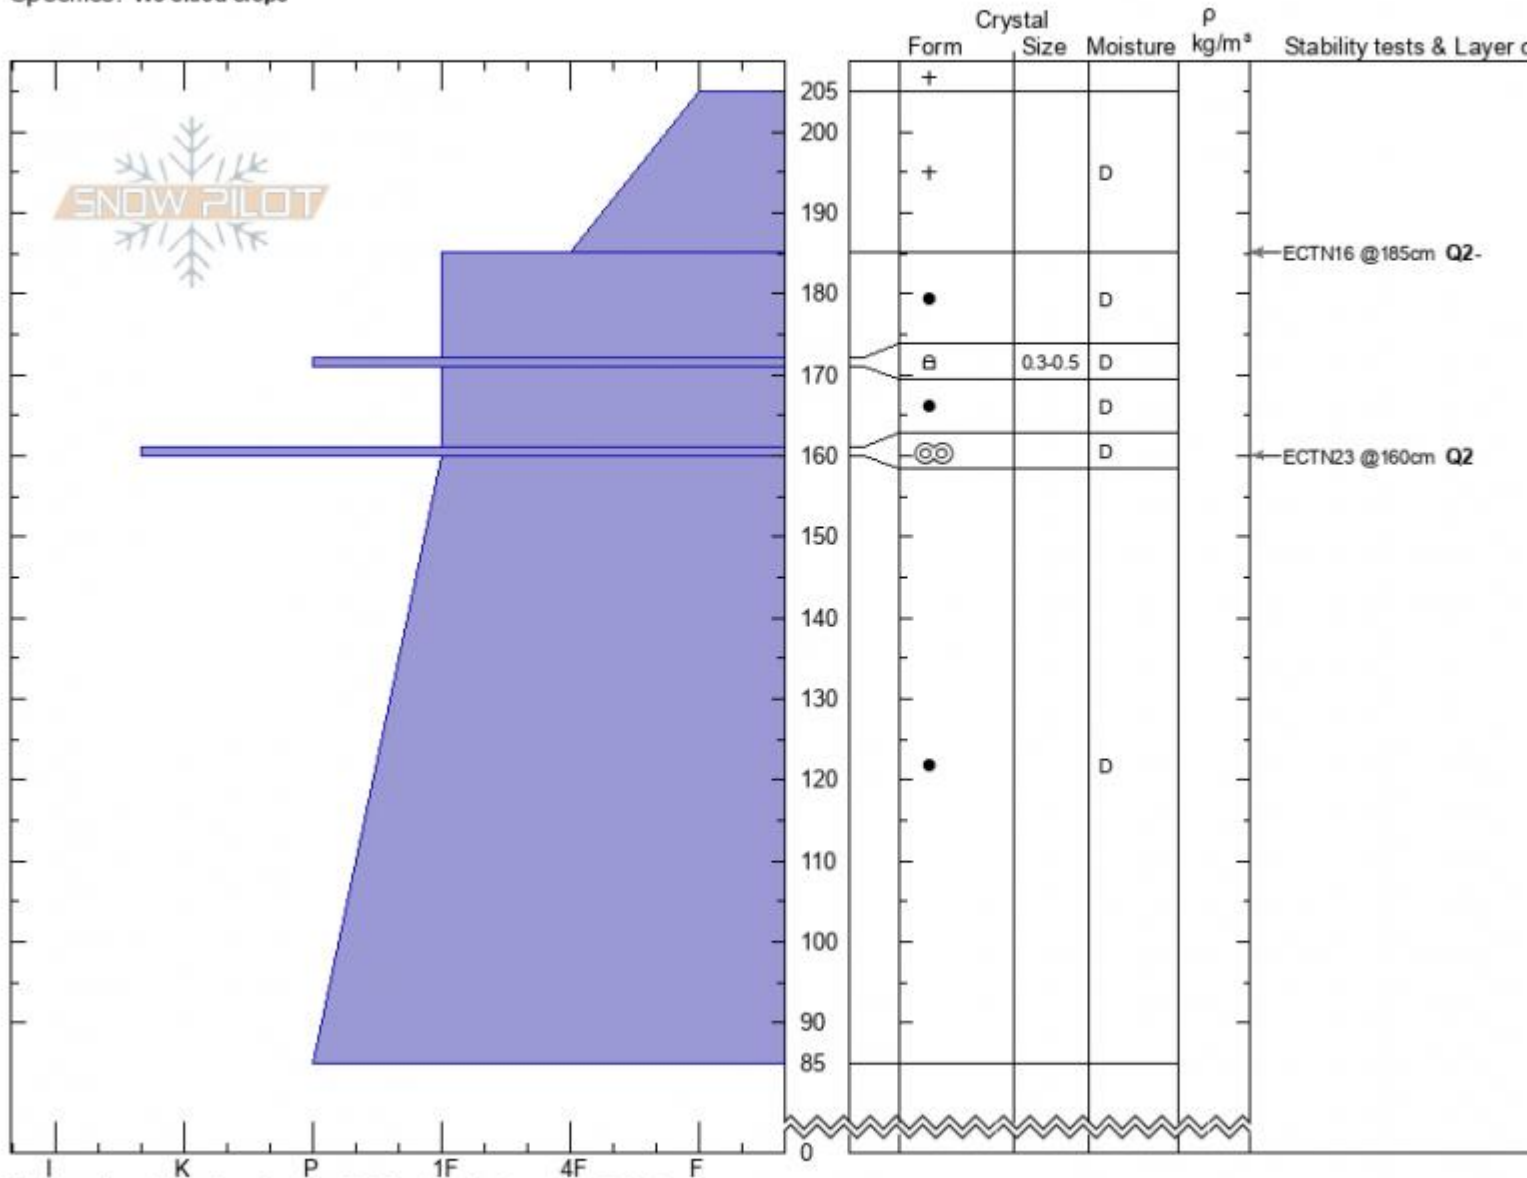 Crystal ρ
Form Size Moisture kg/m³ Stability tests & Layer
205
+
200
SNOW PILOT
+ D
190
ECTN16 @185cm Q2-
180
● D
0.3-0.5 D
170
● D
D
160 ECTN23 @160cm Q2
150
140
130
120
● D
110
100
90
85
0
I K P 1F 4F F